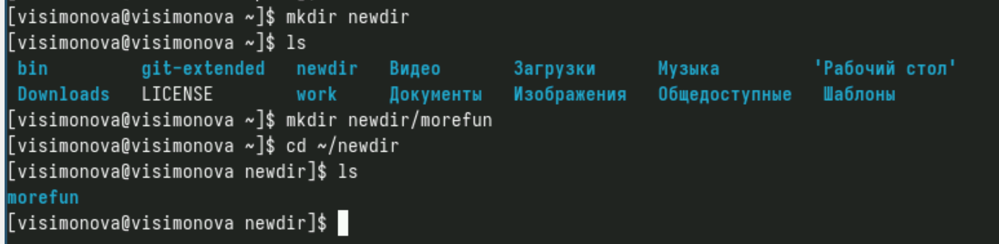 [visimonova@visimonova ~]$ mkdir newdir
[visimonova@visimonova ~]$ ls
bin git-extended newdir Видео Загрузки Музыка 'Рабочий стол'
Downloads LICENSE work Документы Изображения Общедоступные Шаблоны
[visimonova@visimonova ~]$ mkdir newdir/morefun
[visimonova@visimonova ~]$ cd ~/newdir
[visimonova@visimonova newdir]$ ls
morefun
[visimonova@visimonova newdir]$